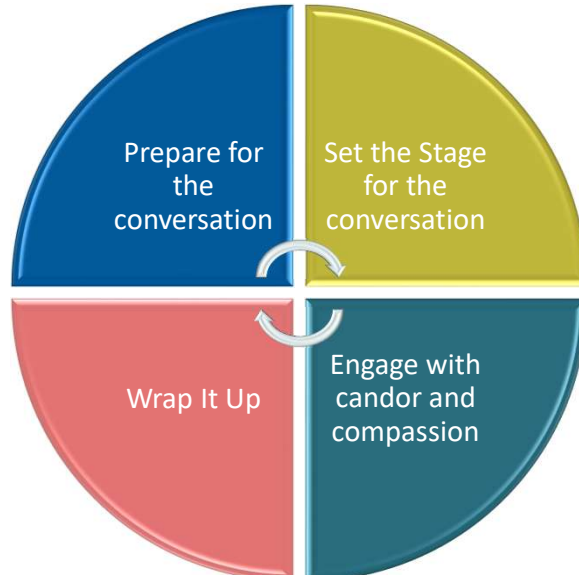 Prepare for
the
conversation
Set the Stage
for the
conversation
Engage with
candor and
compassion
Wrap It Up